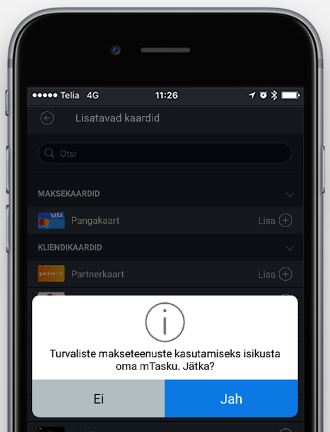 Telia 4G 11:26
Lisatavad kaardid
Otsi
MAKSEKAARDID
VISA
Pangakaart Lisa
KLIENDIKAARDID
partner
Partnerkaart Lisa
Turvaliste makseteenuste kasutamiseks isikusta
oma mTasku. Jätka?
Ei Jah